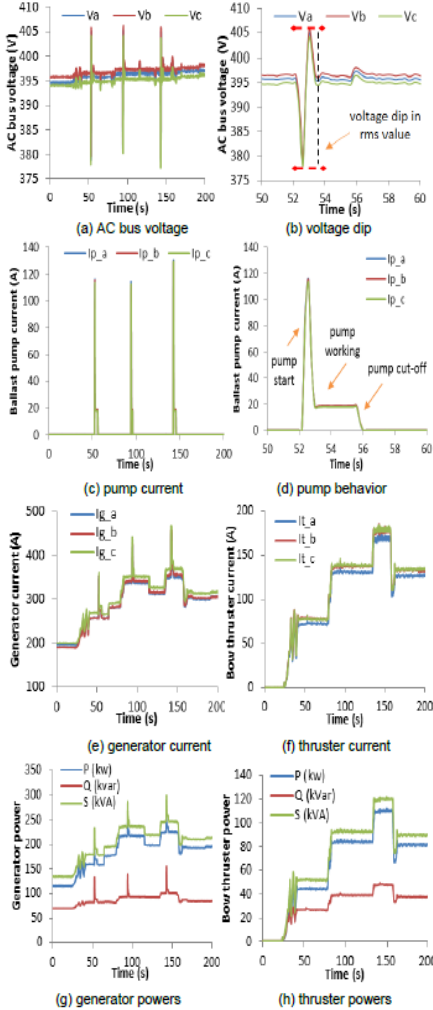 Va Vb Vc
AC bus voltage (V)
405
400
395
390
385
380
375
0 50 100 150 200
Time (s)
(a) AC bus voltage
Va Vb Vc
AC bus voltage (V)
405
400
395
390
385
380
375
voltage dip in
rms value
50 52 54 56 58 60
Time (s)
(b) voltage dip
Ip_a Ip_b Ip_c
Ballast pump current (A)
140
120
100
80
60
40
20
0
0 50 100 150 200
Time (s)
(c) pump current
Ip_a
Ip_b
Ip_c
Ballast pump current (A)
140
120
100
80
60
40
20
0
pump
start
pump
working
pump cut-off
50 52 54 56 58 60
Time (s)
(d) pump behavior
Ig_a
Ig_b
Ig_c
Generator current (A)
500
400
300
200
100
0 50 100 150 200
Time (s)
(e) generator current
It_a
It_b
It_c
Bow thruster current (A)
200
150
100
50
0
0 50 100 150 200
Time (s)
(f) thruster current
P (kw)
Q (kvar)
S (kVA)
Generator power
350
300
250
200
150
100
50
0
0 50 100 150 200
Time (s)
(g) generator powers
P (kw)
Q (kVar)
S (kVA)
Bow thruster power
140
120
100
80
60
40
20
0
0 50 100 150 200
Time (s)
(h) thruster powers